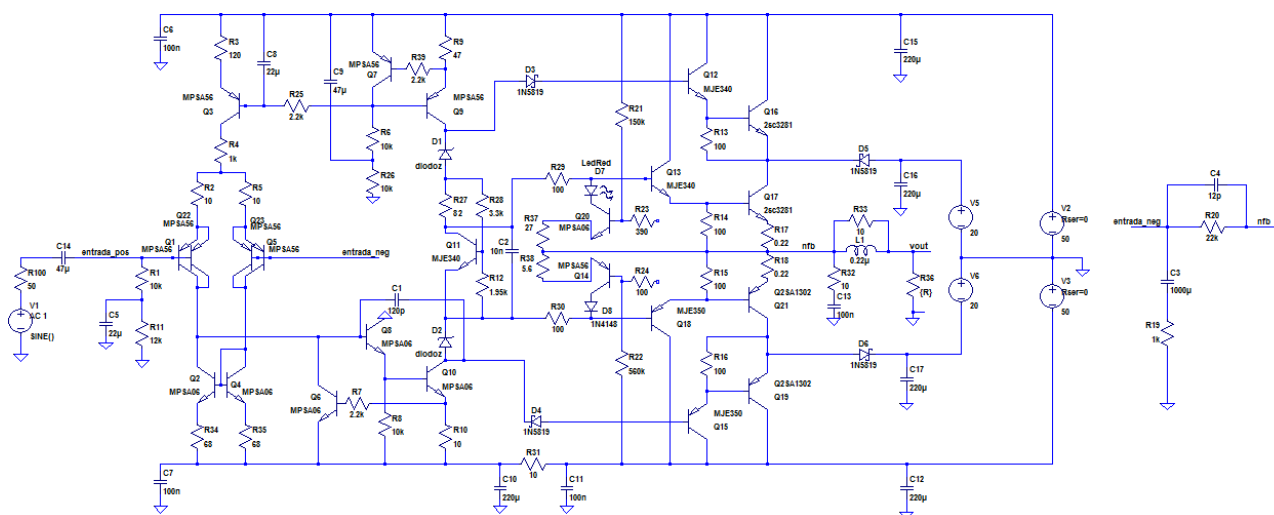 C6
100n
R3
120
C8
22µ
MPSA56
Q3
R25
2.2k
R4
1k
C9
47µ
MPSA56
Q7
R39
2.2k
R9
47
MPSA56
Q9
R6
10k
R26
10k
D1
diodoz
D3
1N5819
R21
150k
Q12
MJE340
R13
100
Q16
2sc3281
C15
220µ
D5
1N5819
C16
220µ
R2
10
R5
10
Q22
MPSA56
Q1
MPSA56
Q23
MPSA56
Q5
MPSA56
C14
47µ
entrada_pos
entrada_neg
R100
50
V1
AC 1
SINE()
R1
10k
C5
22µ
R11
12k
R27
82
R28
3.3k
Q11
MJE340
C2
10n
R12
1.95k
R29
100
LedRed
D7
Q13
MJE340
Q20
MPSA06
R23
390
R37
27
R38
5.6
MPSA56
Q14
R24
100
R14
100
R15
100
Q17
2sc3281
R17
0.22
R18
0.22
nfb
R33
10
L1
0.22µ
vout
R32
10
C13
100n
R36
{R}
V5
20
V6
20
V2
Rser=0
50
V3
Rser=0
50
C4
12p
entrada_neg
R20
22k
nfb
C3
1000µ
R19
1k
C1
120p
Q8
MPSA06
D2
diodoz
R30
100
D8
1N4148
MJE350
Q18
Q2SA1302
Q21
Q2
MPSA06
Q4
MPSA06
Q6
MPSA06
R7
2.2k
R8
10k
Q10
MPSA06
R10
10
D4
1N5819
R22
560k
R16
100
MJE350
Q15
Q2SA1302
Q19
D6
1N5819
C17
220µ
R34
68
R35
68
C7
100n
C10
220µ
R31
10
C11
100n
C12
220µ